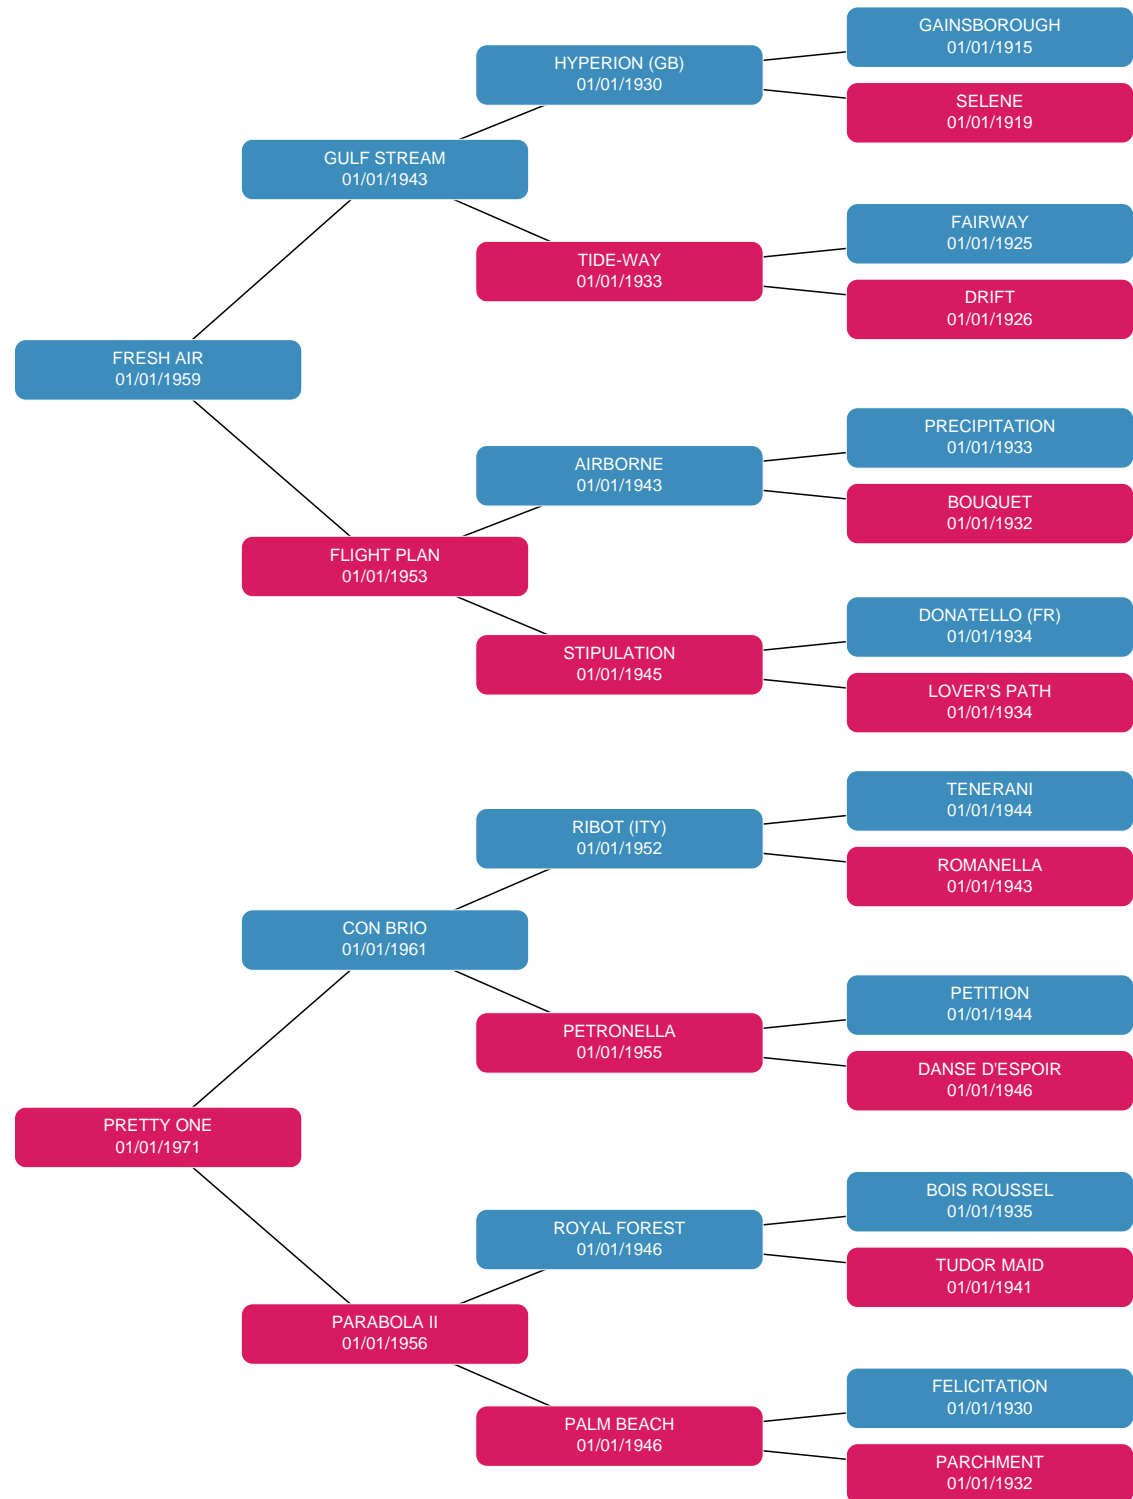 GAINSBOROUGH
01/01/1915
HYPERION (GB)
01/01/1930
SELENE
01/01/1919
GULF STREAM
01/01/1943
FAIRWAY
01/01/1925
TIDE-WAY
01/01/1933
DRIFT
01/01/1926
FRESH AIR
01/01/1959
PRECIPITATION
01/01/1933
AIRBORNE
01/01/1943
BOUQUET
01/01/1932
FLIGHT PLAN
01/01/1953
DONATELLO (FR)
01/01/1934
STIPULATION
01/01/1945
LOVER'S PATH
01/01/1934
TENERANI
01/01/1944
RIBOT (ITY)
01/01/1952
ROMANELLA
01/01/1943
CON BRIO
01/01/1961
PETITION
01/01/1944
PETRONELLA
01/01/1955
DANSE D'ESPOIR
01/01/1946
PRETTY ONE
01/01/1971
BOIS ROUSSEL
01/01/1935
ROYAL FOREST
01/01/1946
TUDOR MAID
01/01/1941
PARABOLA II
01/01/1956
FELICITATION
01/01/1930
PALM BEACH
01/01/1946
PARCHMENT
01/01/1932